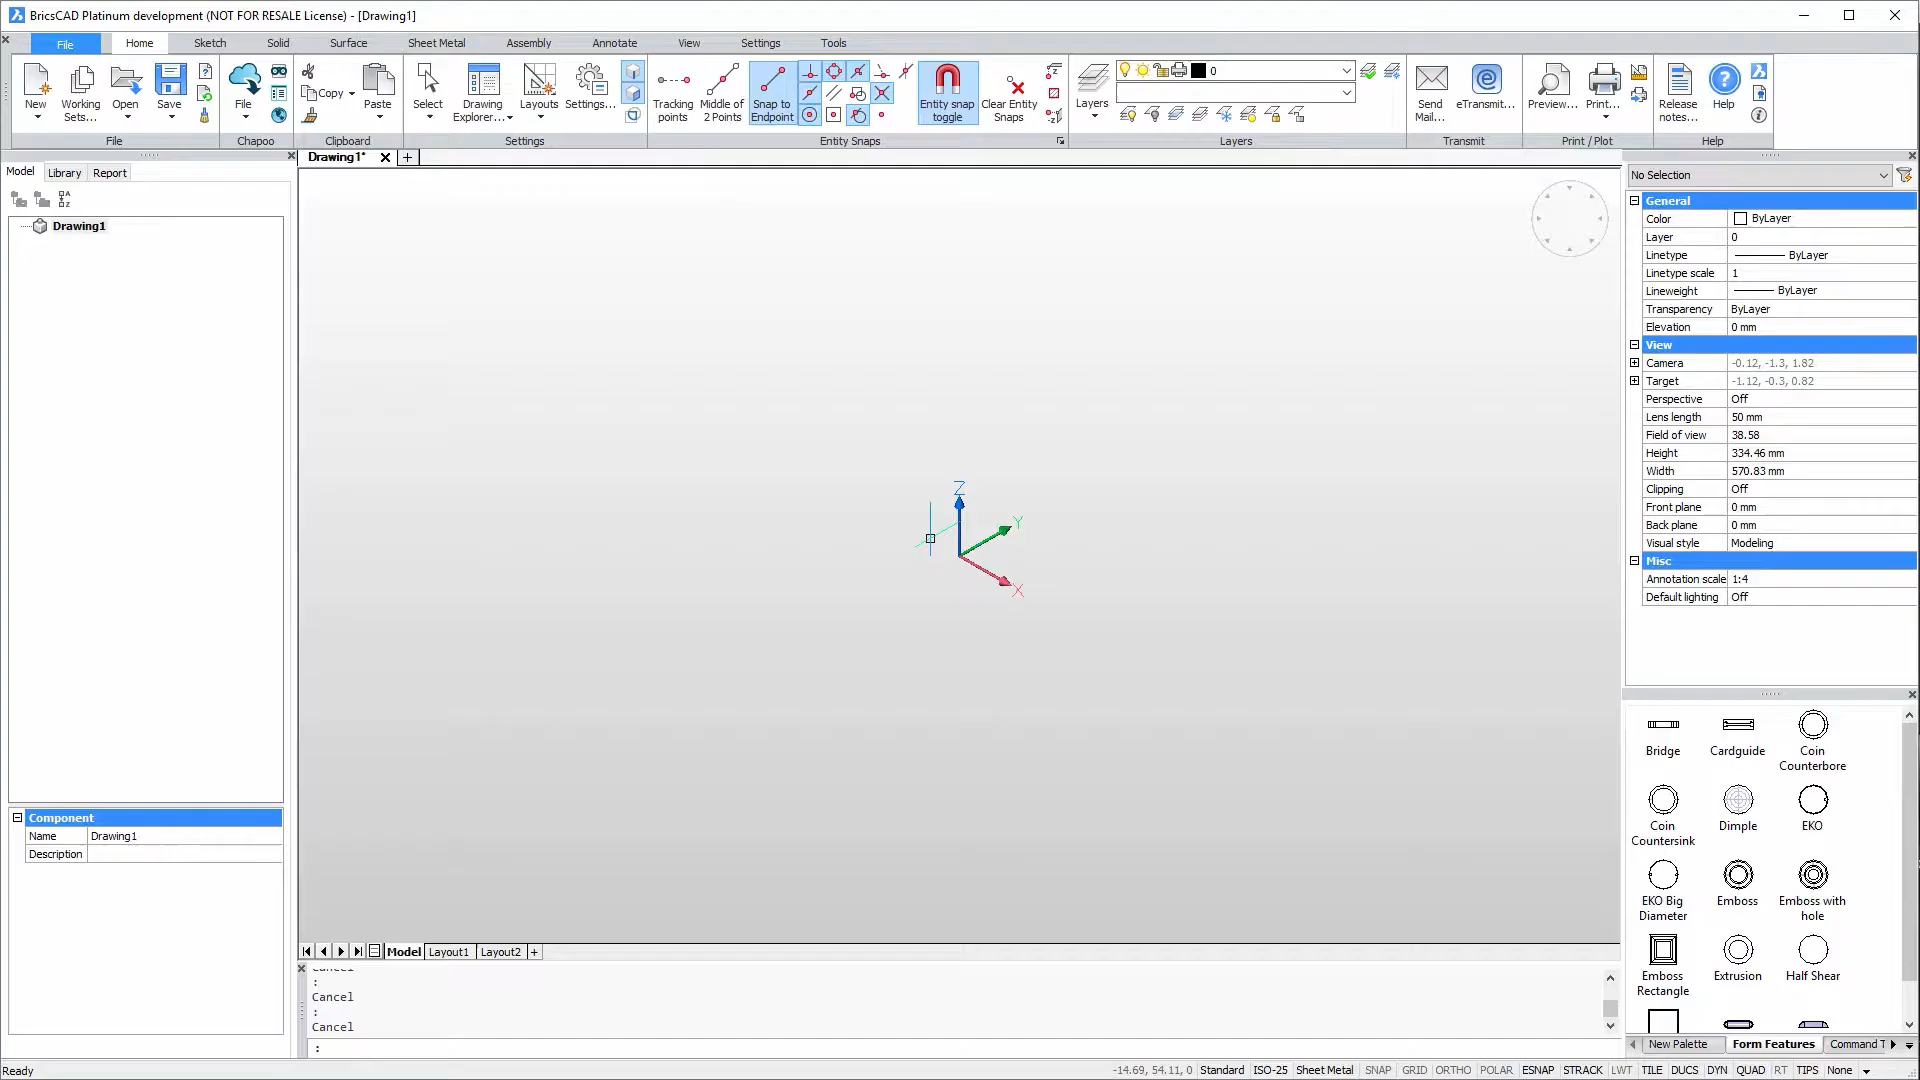 BricsCAD Platinum development (NOT FOR RESALE License) - [Drawing1]
File Home Sketch Solid Surface Sheet Metal Assembly Annotate View Settings Tools
New Working Sets... Open Save
File
File
Chapoo
Copy Paste
Clipboard
Select Drawing Explorer... Layouts Settings...
Settings
Tracking points Middle of 2 Points Snap to Endpoint Entity snap toggle Clear Entity Snaps
Entity Snaps
Layers 0
Layers
Send Mail... eTransmit...
Transmit
Preview... Print...
Print / Plot
Release notes... Help
Help
Drawing1*
Model Library Report
Drawing1
Z
Y
X
Component
Name Drawing1
Description
No Selection
General
Color ByLayer
Layer 0
Linetype ByLayer
Linetype scale 1
Lineweight ByLayer
Transparency ByLayer
Elevation 0 mm
View
Camera -0.12, -1.3, 1.82
Target -1.12, -0.3, 0.82
Perspective Off
Lens length 50 mm
Field of view 38.58
Height 334.46 mm
Width 570.83 mm
Clipping Off
Front plane 0 mm
Back plane 0 mm
Visual style Modeling
Misc
Annotation scale 1:4
Default lighting Off
Bridge Cardguide Coin Counterbore
Coin Countersink Dimple EKO
EKO Big Diameter Emboss Emboss with hole
Emboss Rectangle Extrusion Half Shear
New Palette Form Features Command T
Model Layout1 Layout2 +
Cancel
:
Cancel
:
Cancel
:
Ready
-14.69, 54.11, 0 Standard ISO-25 Sheet Metal SNAP GRID ORTHO POLAR ESNAP STRACK LWT TILE DUCS DYN QUAD RT TIPS None